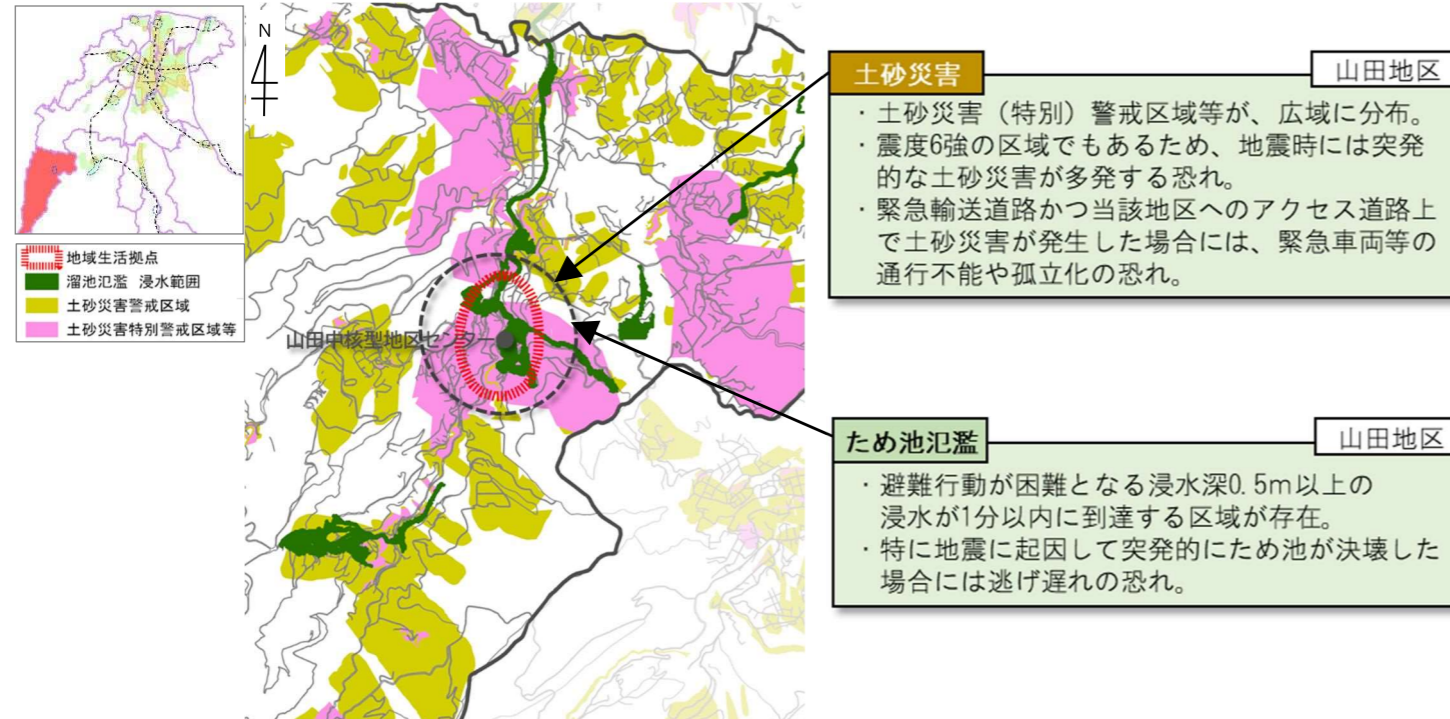 N
地域生活拠点
溜池氾濫 浸水範囲
土砂災害警戒区域
土砂災害特別警戒区域等
山田中核型地区センター
土砂災害
山田地区
・土砂災害（特別）警戒区域等が、広域に分布。
・震度6強の区域でもあるため、地震時には突発
的な土砂災害が多発する恐れ。
・緊急輸送道路かつ当該地区へのアクセス道路上
で土砂災害が発生した場合には、緊急車両等の
通行不能や孤立化の恐れ。
ため池氾濫
山田地区
・避難行動が困難となる浸水深0.5m以上の
浸水が1分以内に到達する区域が存在。
・特に地震に起因して突発的にため池が決壊した
場合には逃げ遅れの恐れ。